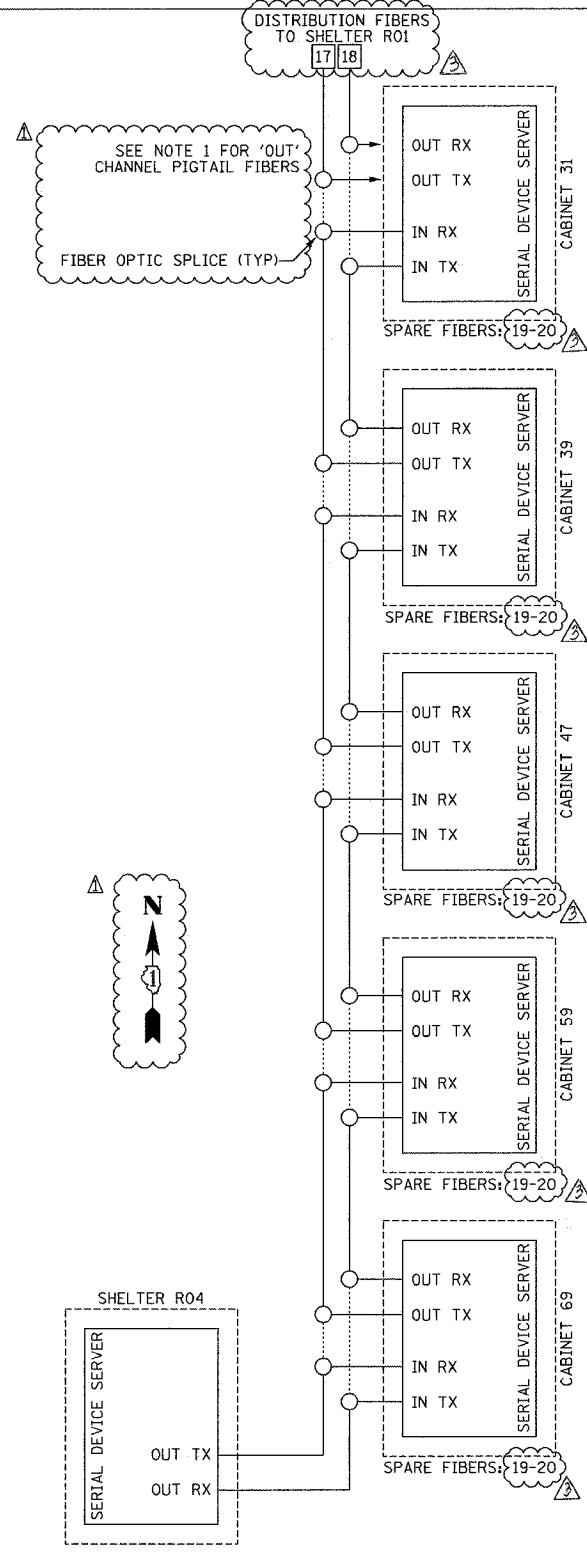 DISTRIBUTION FIBERS
TO SHELTER R01
17 18
3
1
SEE NOTE 1 FOR 'OUT'
CHANNEL PIGTAIL FIBERS
FIBER OPTIC SPLICE (TYP)
OUT RX
OUT TX
IN RX
IN TX
SERIAL DEVICE SERVER
CABINET 31
SPARE FIBERS: 19-20
3
OUT RX
OUT TX
IN RX
IN TX
SERIAL DEVICE SERVER
CABINET 39
SPARE FIBERS: 19-20
3
OUT RX
OUT TX
IN RX
IN TX
SERIAL DEVICE SERVER
CABINET 47
SPARE FIBERS: 19-20
3
1
N
1
OUT RX
OUT TX
IN RX
IN TX
SERIAL DEVICE SERVER
CABINET 59
SPARE FIBERS: 19-20
3
OUT RX
OUT TX
IN RX
IN TX
SERIAL DEVICE SERVER
CABINET 69
SPARE FIBERS: 19-20
3
SHELTER R04
SERIAL DEVICE SERVER
OUT TX
OUT RX